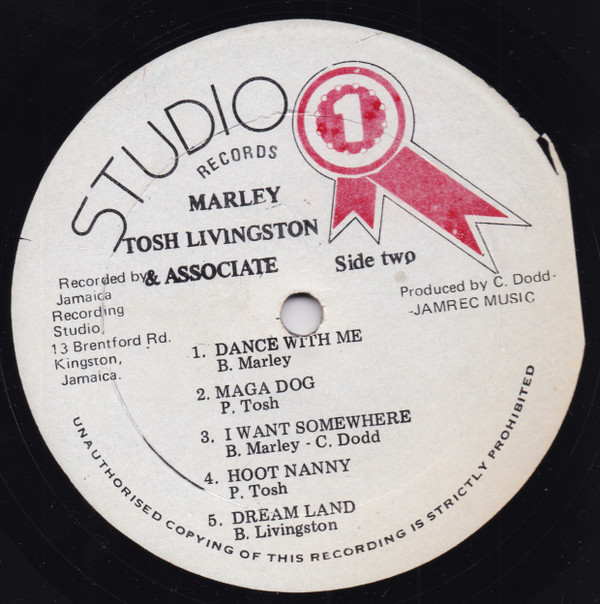 STUDIO 1
RECORDS
MARLEY
TOSH LIVINGSTON
& ASSOCIATE
Side two
Recorded by
Jamaica
Recording
Studio,
13 Brentford Rd.
Kingston,
Jamaica.
Produced by C. Dodd-
-JAMREC MUSIC
1. DANCE WITH ME
B. Marley
2. MAGA DOG
P. Tosh
3. I WANT SOMEWHERE
B. Marley - C. Dodd
4. HOOT NANNY
P. Tosh
5. DREAM LAND
B. Livingston
UNAUTHORISED COPYING OF THIS RECORDING IS STRICTLY PROHIBITED